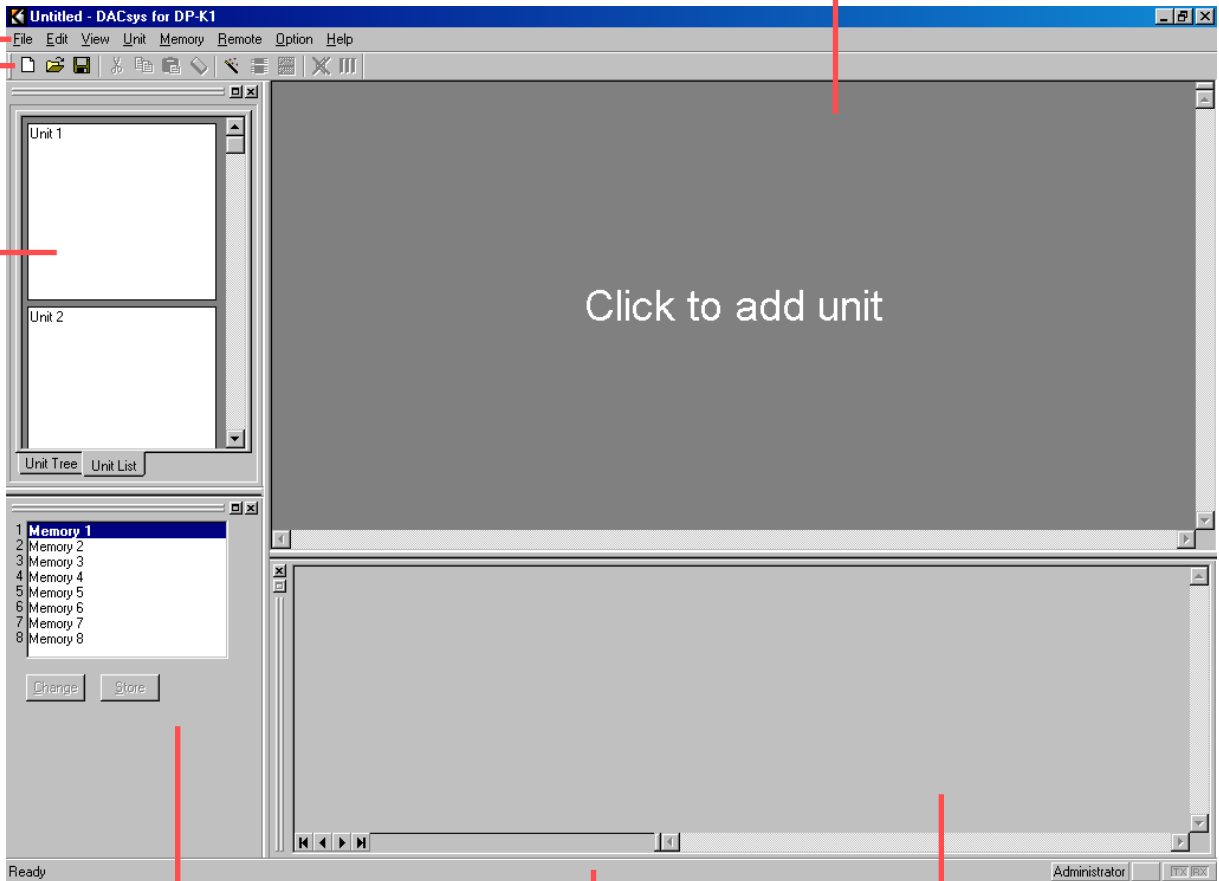 Untitled - DACsys for DP-K1
File Edit View Unit Memory Remote Option Help
Unit 1
Unit 2
Unit Tree Unit List
Click to add unit
1 Memory 1
2 Memory 2
3 Memory 3
4 Memory 4
5 Memory 5
6 Memory 6
7 Memory 7
8 Memory 8
Change Store
Ready Administrator TX RX